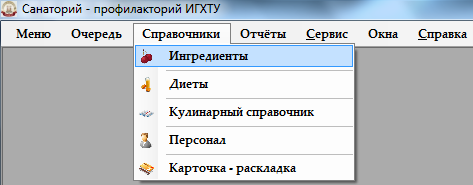 Санаторий - профилакторий ИГХТУ
Меню Очередь Справочники Отчёты Сервис Окна Справка
Ингредиенты
Диеты
Кулинарный справочник
Персонал
Карточка - раскладка